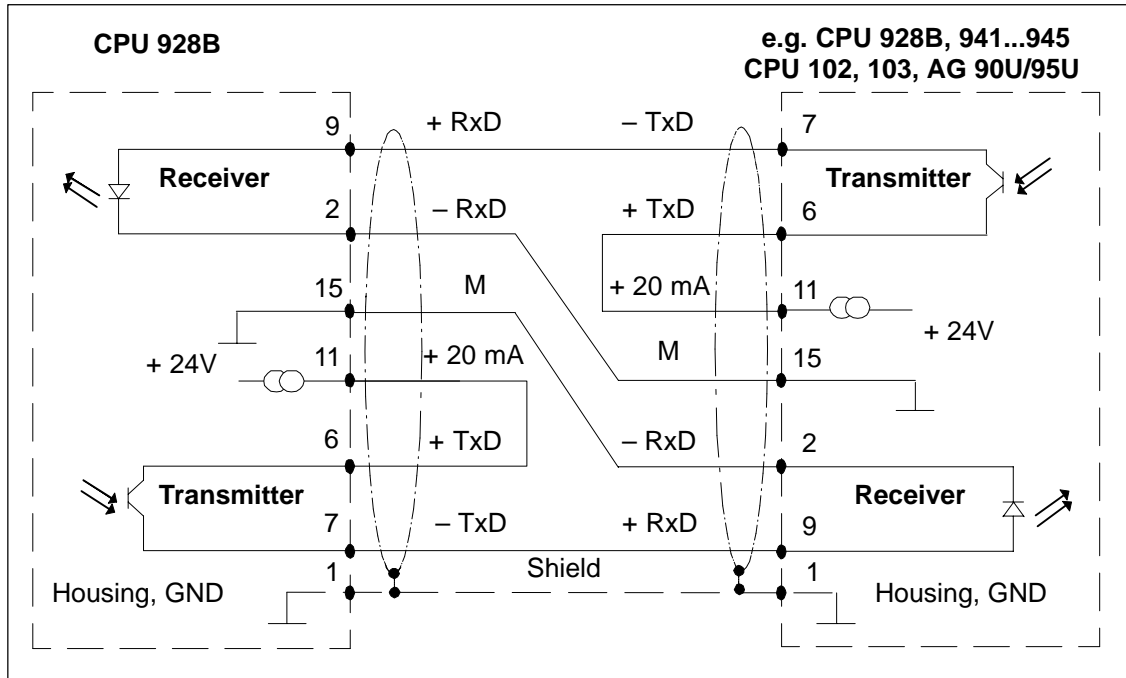 CPU 928B
e.g. CPU 928B, 941...945
CPU 102, 103, AG 90U/95U
9
+ RxD
– TxD
7
Receiver
Transmitter
2
– RxD
+ TxD
6
15
M
+ 20 mA
11
+ 24V
+ 24V
11
+ 20 mA
M
15
6
+ TxD
– RxD
2
Transmitter
Receiver
7
– TxD
+ RxD
9
1
Shield
1
Housing, GND
Housing, GND